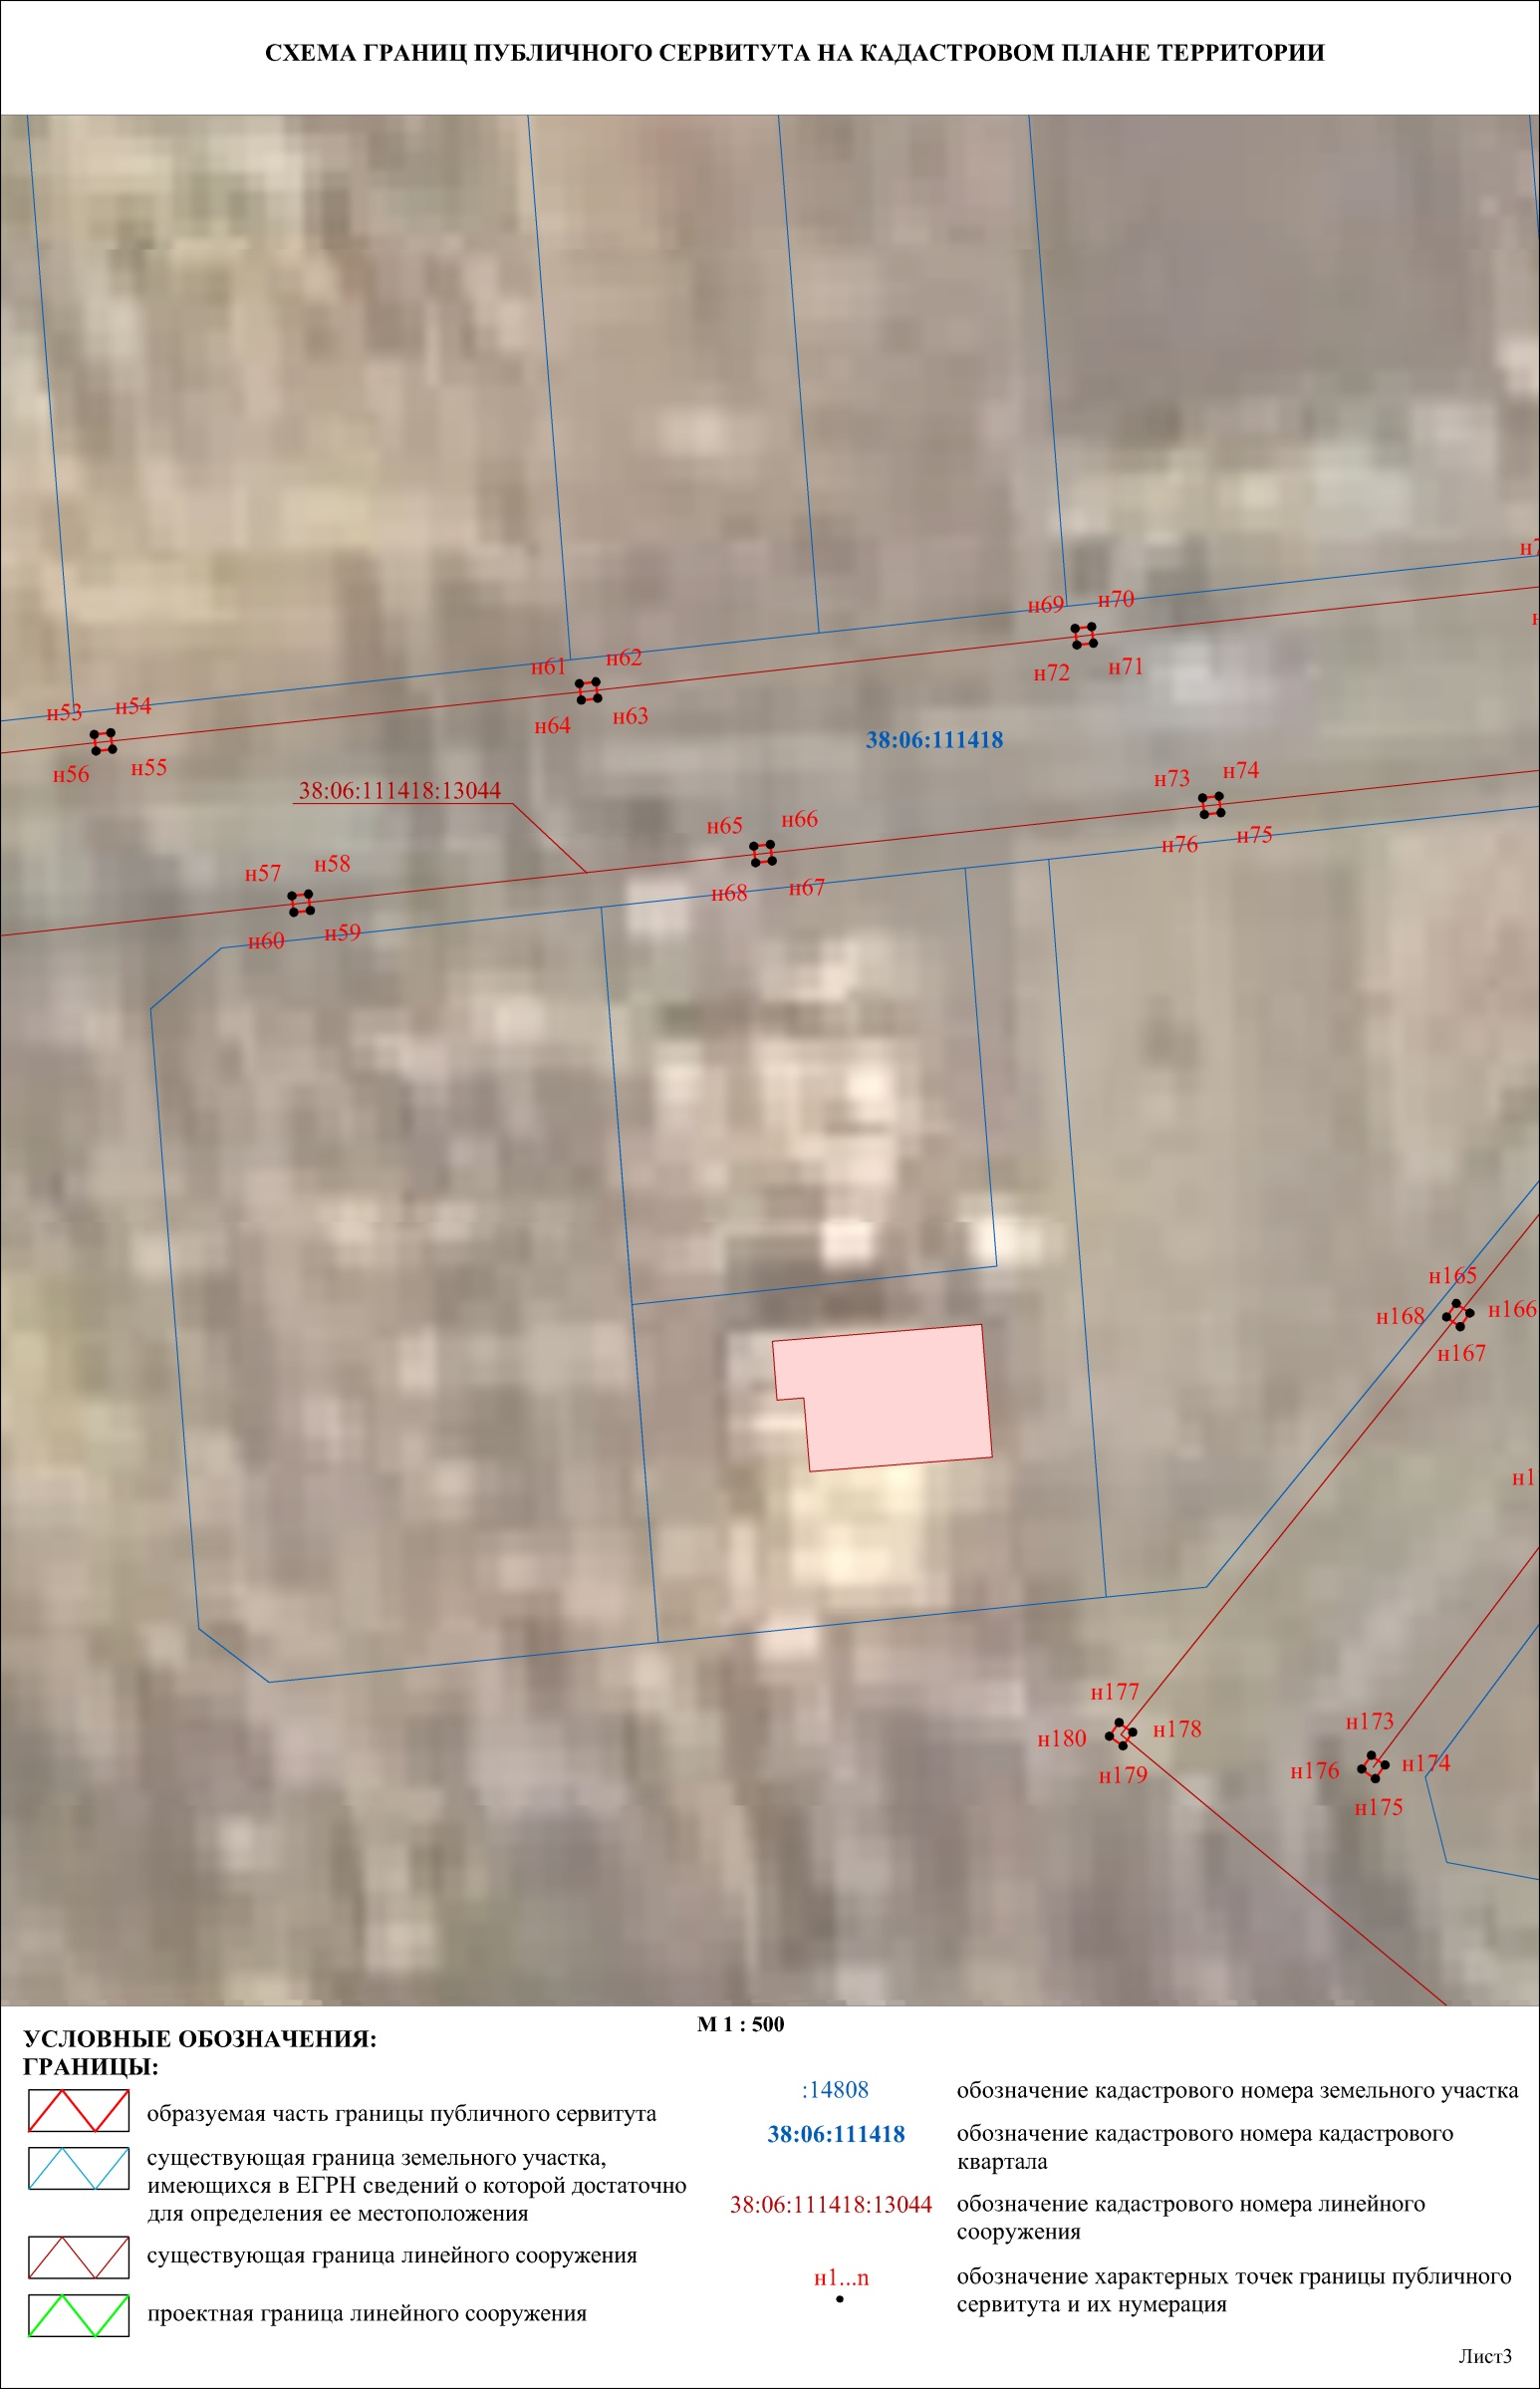 СХЕМА ГРАНИЦ ПУБЛИЧНОГО СЕРВИТУТА НА КАДАСТРОВОМ ПЛАНЕ ТЕРРИТОРИИ
н7
н69 н70
н
н61 н62
н72 н71
н53 н54
н64 н63
38:06:111418
н56 н55
н73 н74
38:06:111418:13044
н65 н66
н76 н75
н57 н58
н68 н67
н60 н59
н165
н168 н166
н167
н1
н177
н173
н180 н178
н176 н174
н179
н175
М 1 : 500
УСЛОВНЫЕ ОБОЗНАЧЕНИЯ:
ГРАНИЦЫ:
образуемая часть границы публичного сервитута
существующая граница земельного участка,
имеющихся в ЕГРН сведений о которой достаточно
для определения ее местоположения
существующая граница линейного сооружения
проектная граница линейного сооружения
:14808 обозначение кадастрового номера земельного участка
38:06:111418 обозначение кадастрового номера кадастрового
квартала
38:06:111418:13044 обозначение кадастрового номера линейного
сооружения
н1...n обозначение характерных точек границы публичного
сервитута и их нумерация
Лист3